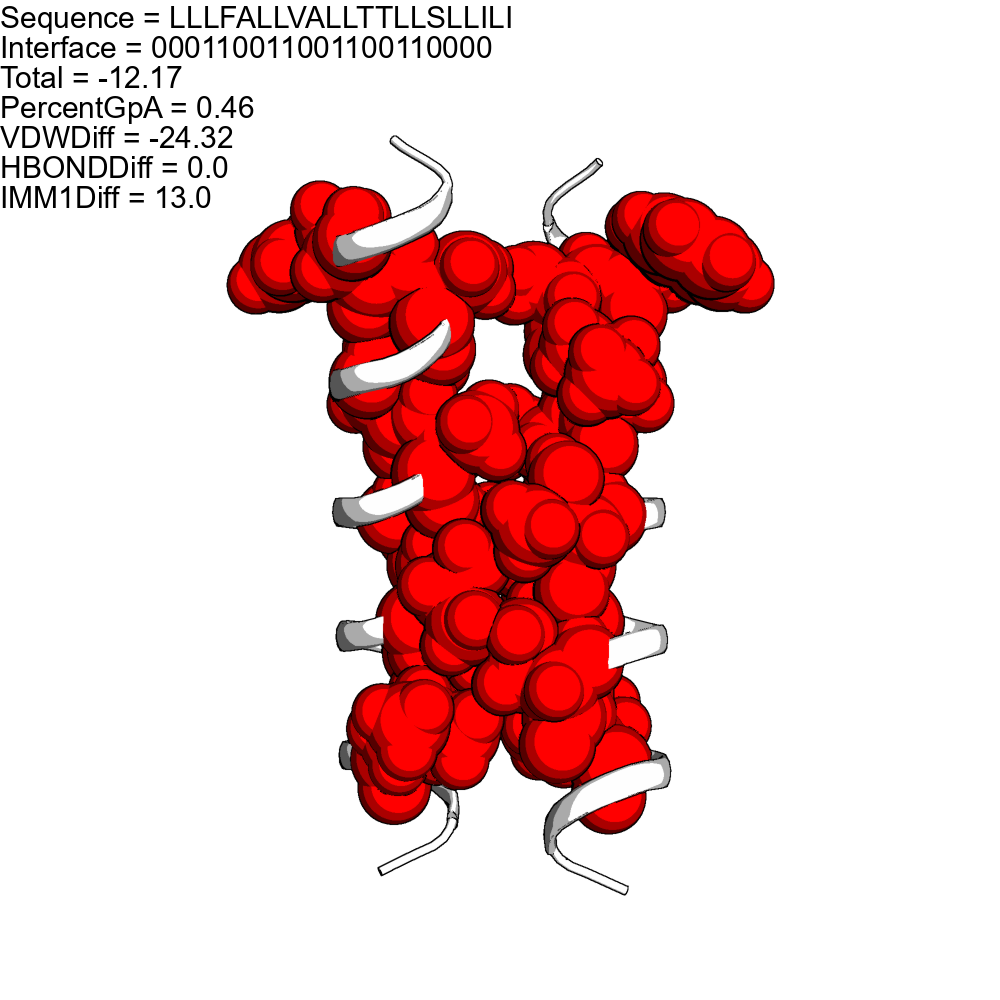 Sequence = LLLFALLVALLTTLLSLLILI
Interface = 000110011001100110000
Total = -12.17
PercentGpA = 0.46
VDWDiff = -24.32
HBONDDiff = 0.0
IMM1Diff = 13.0